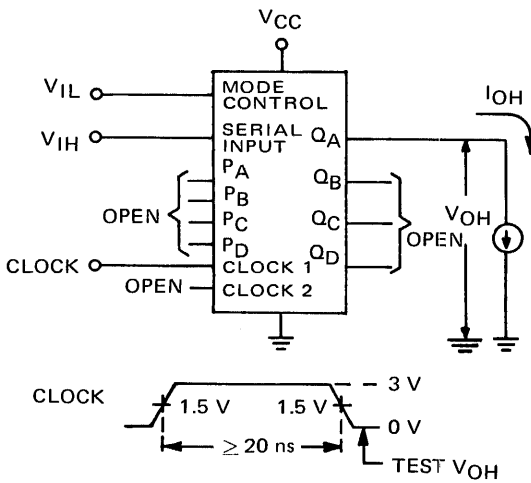 VCC
VIL
MODE CONTROL
IOH
VIH
SERIAL INPUT
QA
PA
QB
PB
OPEN
VOH
PC
QC
OPEN
PD
QD
CLOCK
CLOCK 1
OPEN
CLOCK 2
3 V
CLOCK
1.5 V
1.5 V
0 V
≥ 20 ns
TEST VOH